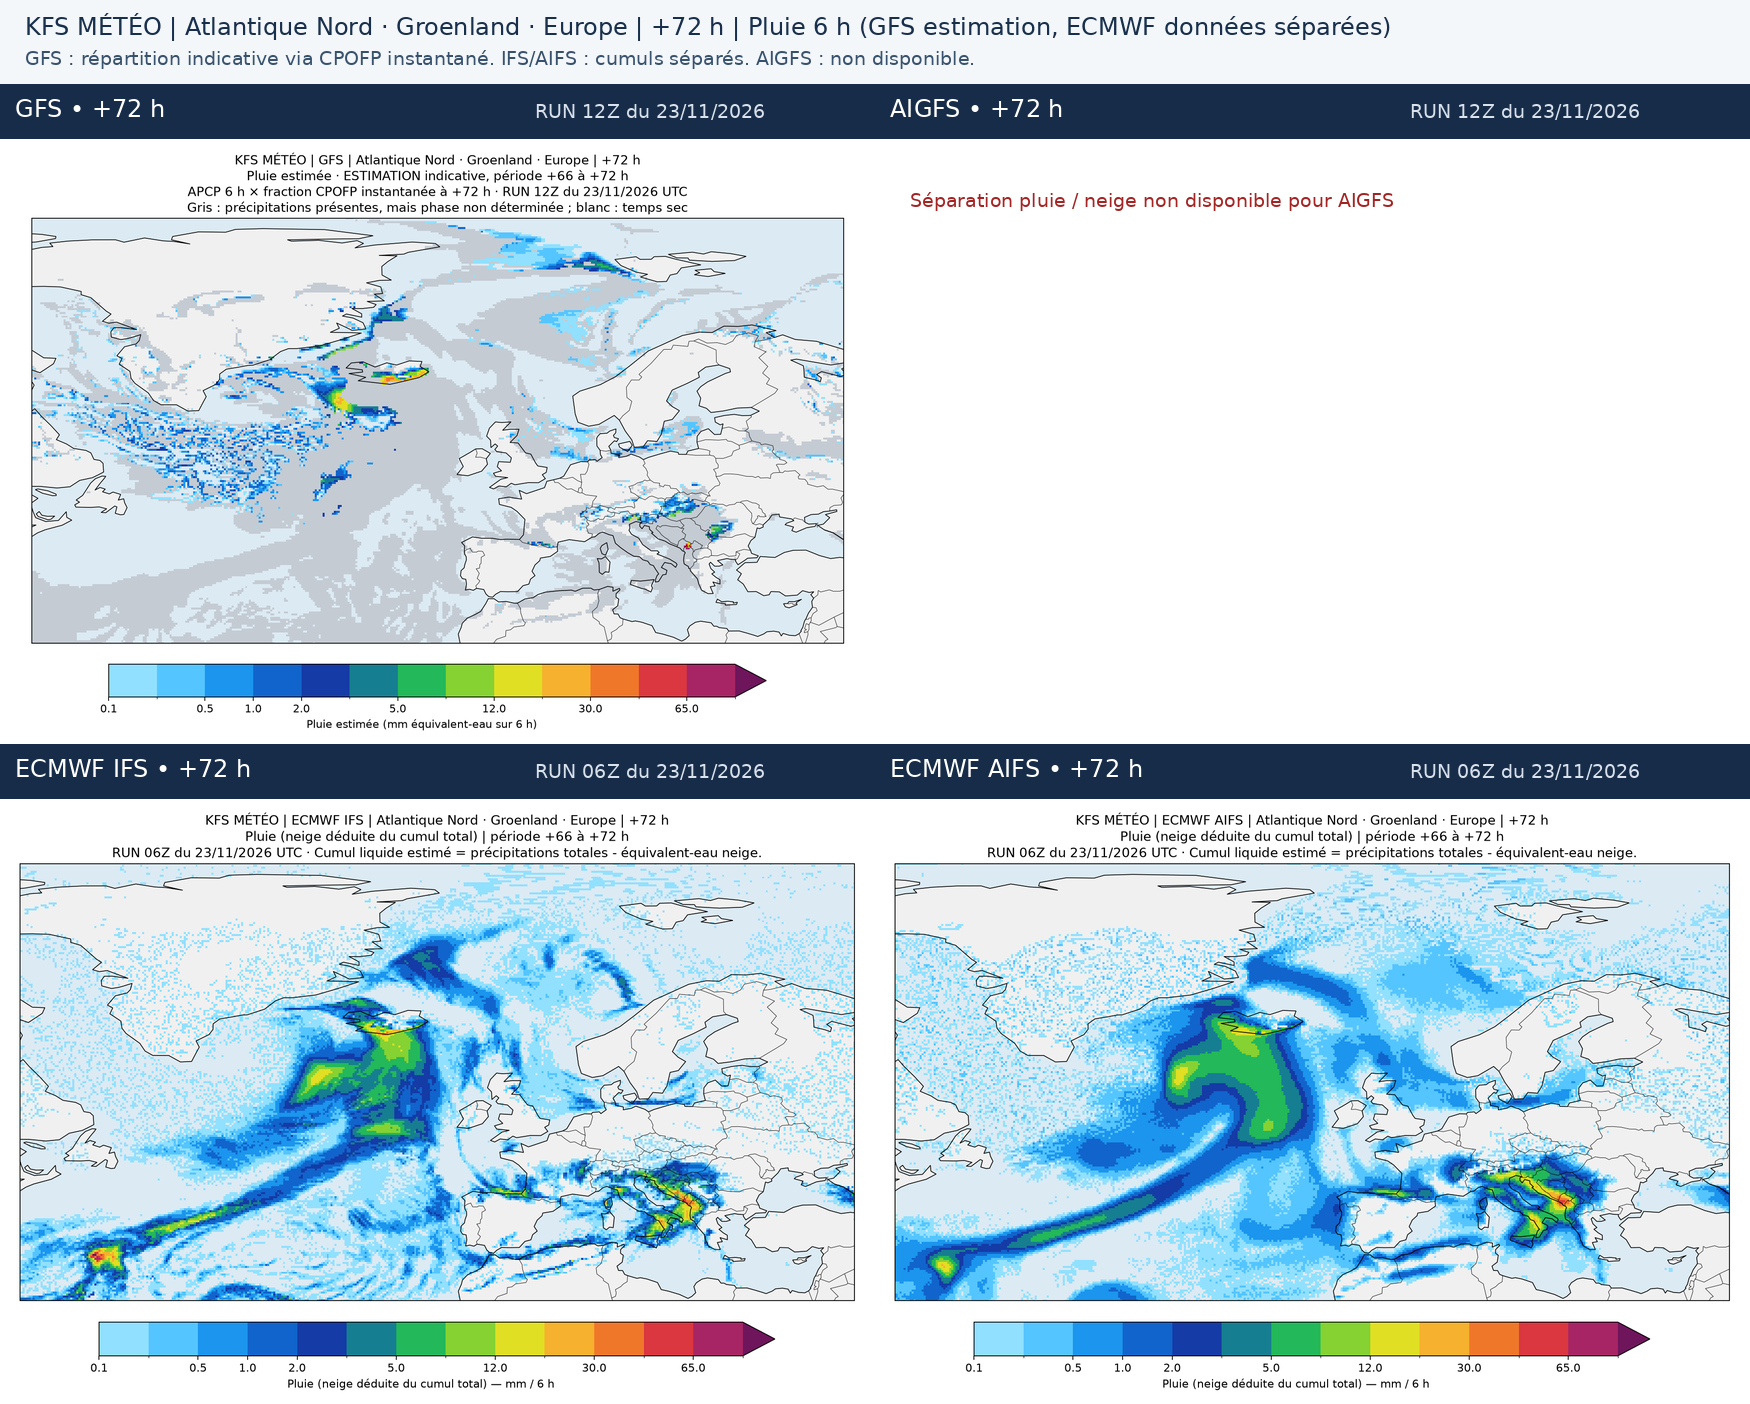 KFS MÉTÉO | Atlantique Nord · Groenland · Europe | +72 h | Pluie 6 h (GFS estimation, ECMWF données séparées)
GFS : répartition indicative via CPOFP instantané. IFS/AIFS : cumuls séparés. AIGFS : non disponible.
GFS • +72 h
RUN 12Z du 23/11/2026
AIGFS • +72 h
RUN 12Z du 23/11/2026
KFS MÉTÉO | GFS | Atlantique Nord · Groenland · Europe | +72 h
Pluie estimée · ESTIMATION indicative, période +66 à +72 h
APCP 6 h × fraction CPOFP instantanée à +72 h · RUN 12Z du 23/11/2026 UTC
Gris : précipitations présentes, mais phase non déterminée ; blanc : temps sec
Séparation pluie / neige non disponible pour AIGFS
0.1 0.5 1.0 2.0 5.0 12.0 30.0 65.0
Pluie estimée (mm équivalent-eau sur 6 h)
ECMWF IFS • +72 h
RUN 06Z du 23/11/2026
ECMWF AIFS • +72 h
RUN 06Z du 23/11/2026
KFS MÉTÉO | ECMWF IFS | Atlantique Nord · Groenland · Europe | +72 h
Pluie (neige déduite du cumul total) | période +66 à +72 h
RUN 06Z du 23/11/2026 UTC · Cumul liquide estimé = précipitations totales - équivalent-eau neige.
KFS MÉTÉO | ECMWF AIFS | Atlantique Nord · Groenland · Europe | +72 h
Pluie (neige déduite du cumul total) | période +66 à +72 h
RUN 06Z du 23/11/2026 UTC · Cumul liquide estimé = précipitations totales - équivalent-eau neige.
0.1 0.5 1.0 2.0 5.0 12.0 30.0 65.0
Pluie (neige déduite du cumul total) — mm / 6 h
0.1 0.5 1.0 2.0 5.0 12.0 30.0 65.0
Pluie (neige déduite du cumul total) — mm / 6 h